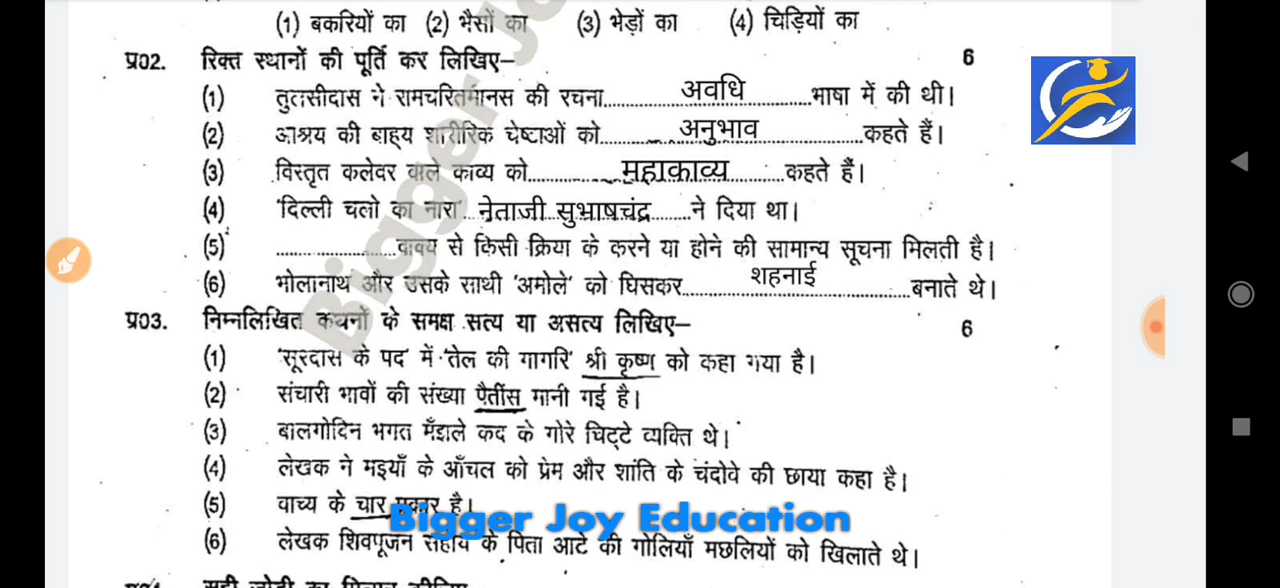 (1) बकरियों का (2) भैसों का (3) भेड़ों का (4) चिड़ियों का
प्र02. रिक्त स्थानों की पूर्ति कर लिखिए– 6
(1) तुलसीदास ने रामचरितमानस की रचना..........अवधि..........भाषा में की थी।
(2) आश्रय की बाह्य शारीरिक चेष्टाओं को..........अनुभाव..........कहते हैं।
(3) विस्तृत कलेवर वाले काव्य को..........महाकाव्य..........कहते हैं।
(4) 'दिल्ली चलो का नारा' नेताजी सुभाषचंद्र.......ने दिया था।
(5) ....................वाक्य से किसी क्रिया के करने या होने की सामान्य सूचना मिलती है।
(6) भोलानाथ और उसके साथी 'अमोले' को घिसकर..........शहनाई..........बनाते थे।
प्र03. निम्नलिखित कथनों के समक्ष सत्य या असत्य लिखिए– 6
(1) 'सूरदास के पद' में 'तेल की गागरि' श्री कृष्ण को कहा गया है।
(2) संचारी भावों की संख्या पैतींस मानी गई है।
(3) बालगोदिन भगत मँझले कद के गोरे चिट्टे व्यक्ति थे।
(4) लेखक ने मइयाँ के आँचल को प्रेम और शांति के चंदोवे की छाया कहा है।
(5) वाच्य के चार प्रकार है।
Bigger Joy Education
(6) लेखक शिवपूजन सहाय के पिता आटे की गोलियाँ मछलियों को खिलाते थे।
Bigger Jo